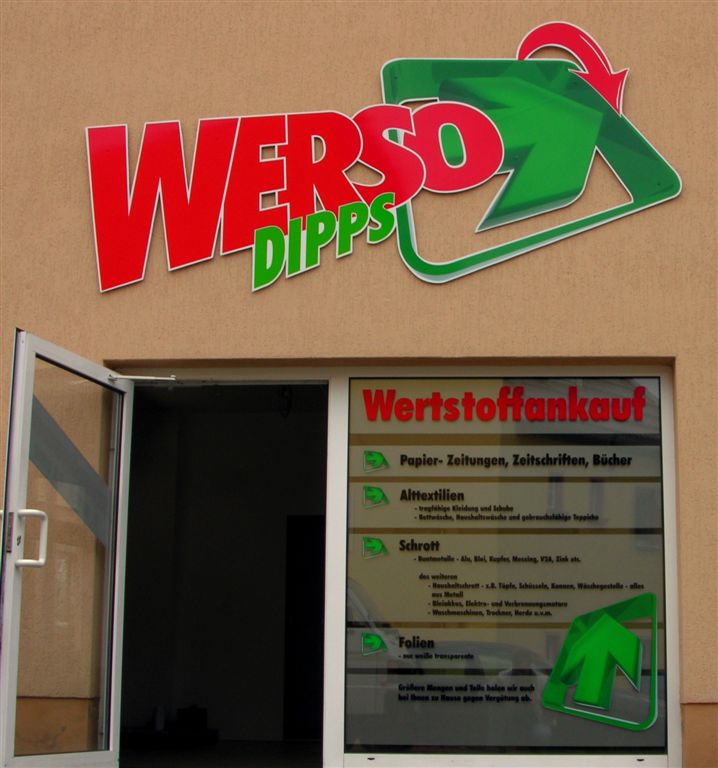 WERSO
DIPPS
Wertstoffankauf
Papier- Zeitungen, Zeitschriften, Bücher
Alttextilien
- tragfähige Kleidung und Schuhe
- Bettwäsche, Haushaltswäsche und gebrauchsfähige Teppiche
Schrott
- Buntmetalle - Alu, Blei, Kupfer, Messing, V2A, Zink etc.
des weiteren
- Haushaltschrott - z.B. Töpfe, Schüsseln, Kannen, Wäschegestelle - alles
aus Metall
- Bleiakkus, Elektro- und Verbrennungsmotore
- Waschmaschinen, Trockner, Herde u.v.m.
Folien
- nur weiße transparente
Größere Mengen und Teile holen wir auch
bei Ihnen zu Hause gegen Vergütung ab.